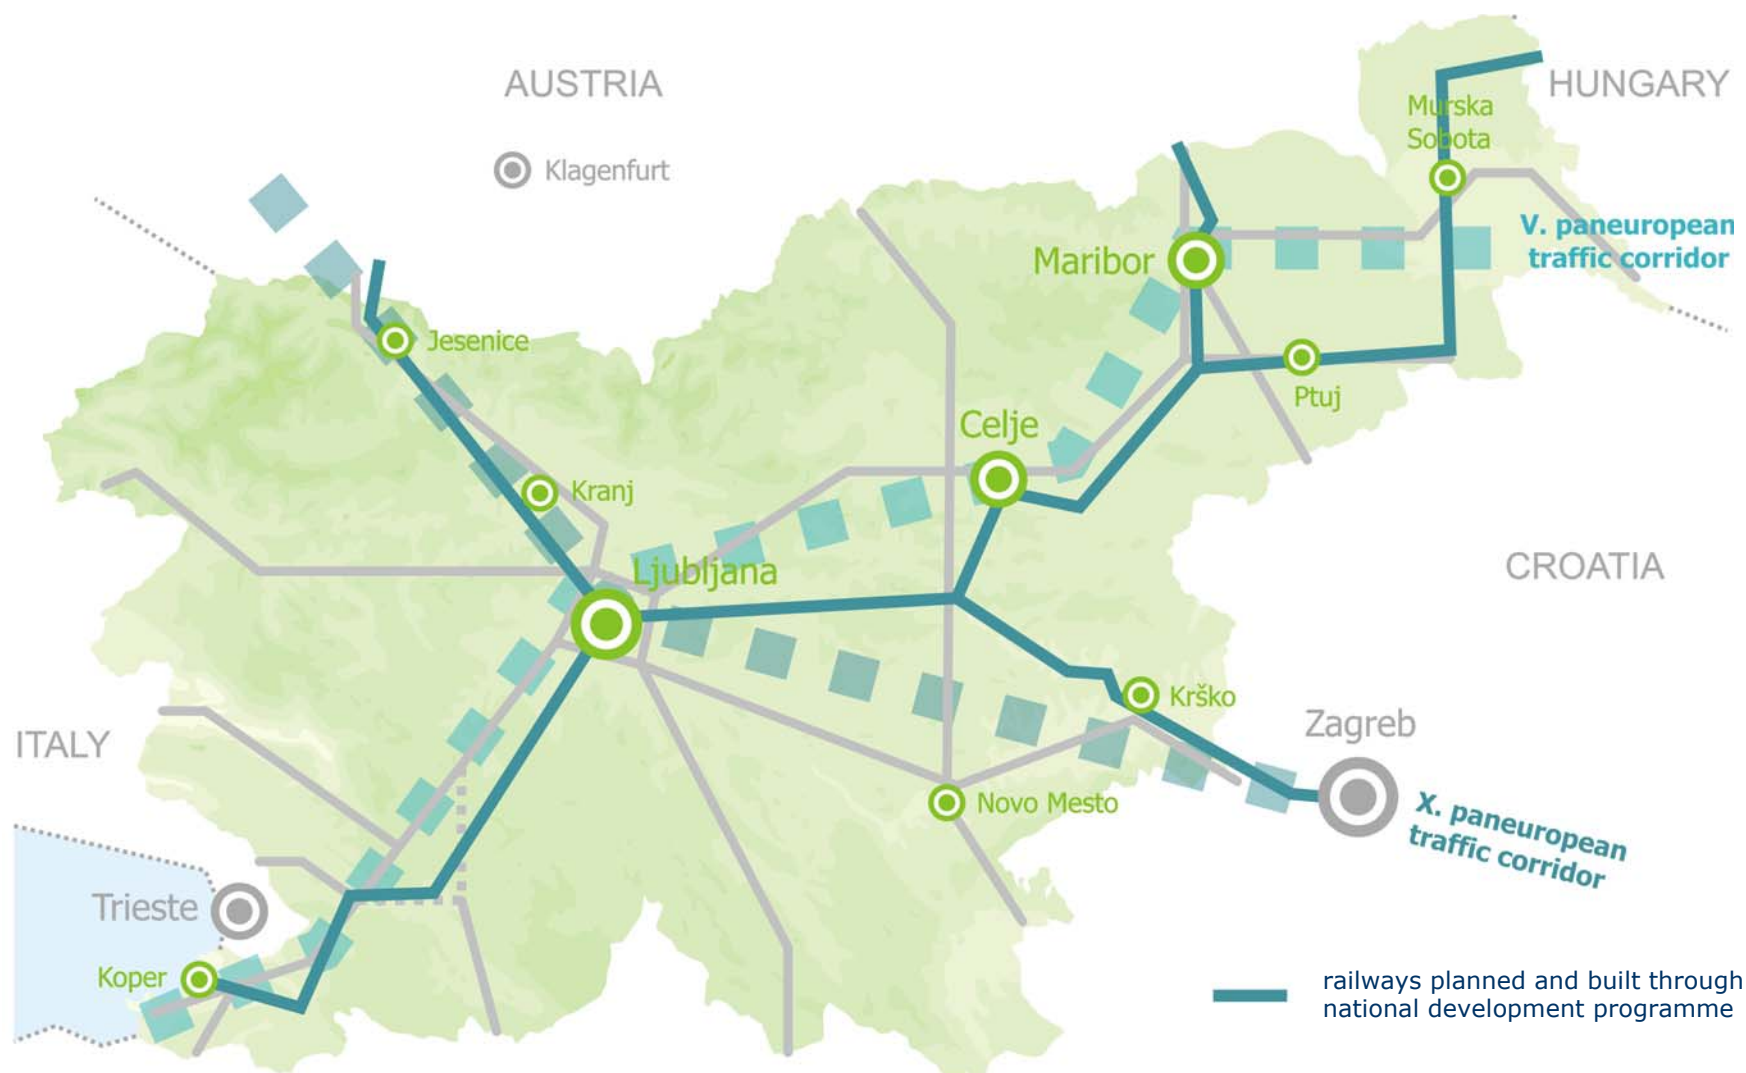 AUSTRIA
HUNGARY
Murska
Sobota
Klagenfurt
V. paneuropean
traffic corridor
Maribor
Jesenice
Ptuj
Celje
Kranj
Ljubljana
CROATIA
Krško
Zagreb
ITALY
Novo Mesto
X. paneuropean
traffic corridor
Trieste
Koper
railways planned and built through
national development programme